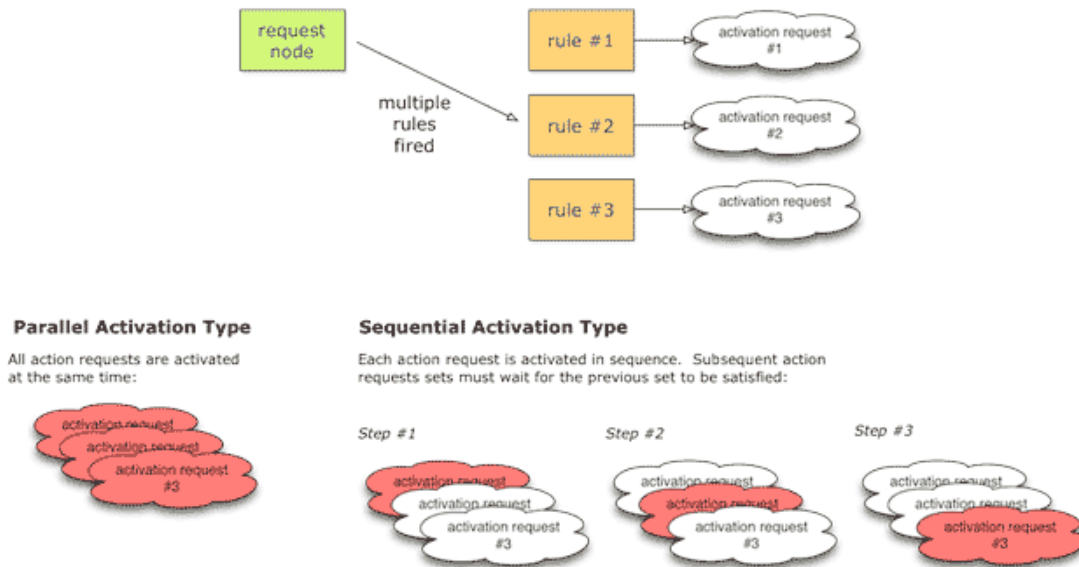 request
node
multiple
rules
fired
rule #1
activation request
#1
rule #2
activation request
#2
rule #3
activation request
#3
Parallel Activation Type
All action requests are activated
at the same time:
activation request
activation request
activation request
#3
Sequential Activation Type
Each action request is activated in sequence. Subsequent action
requests sets must wait for the previous set to be satisfied:
Step #1
activation request
activation request
activation request
#3
Step #2
activation request
activation request
activation request
#3
Step #3
activation request
activation request
activation request
#3